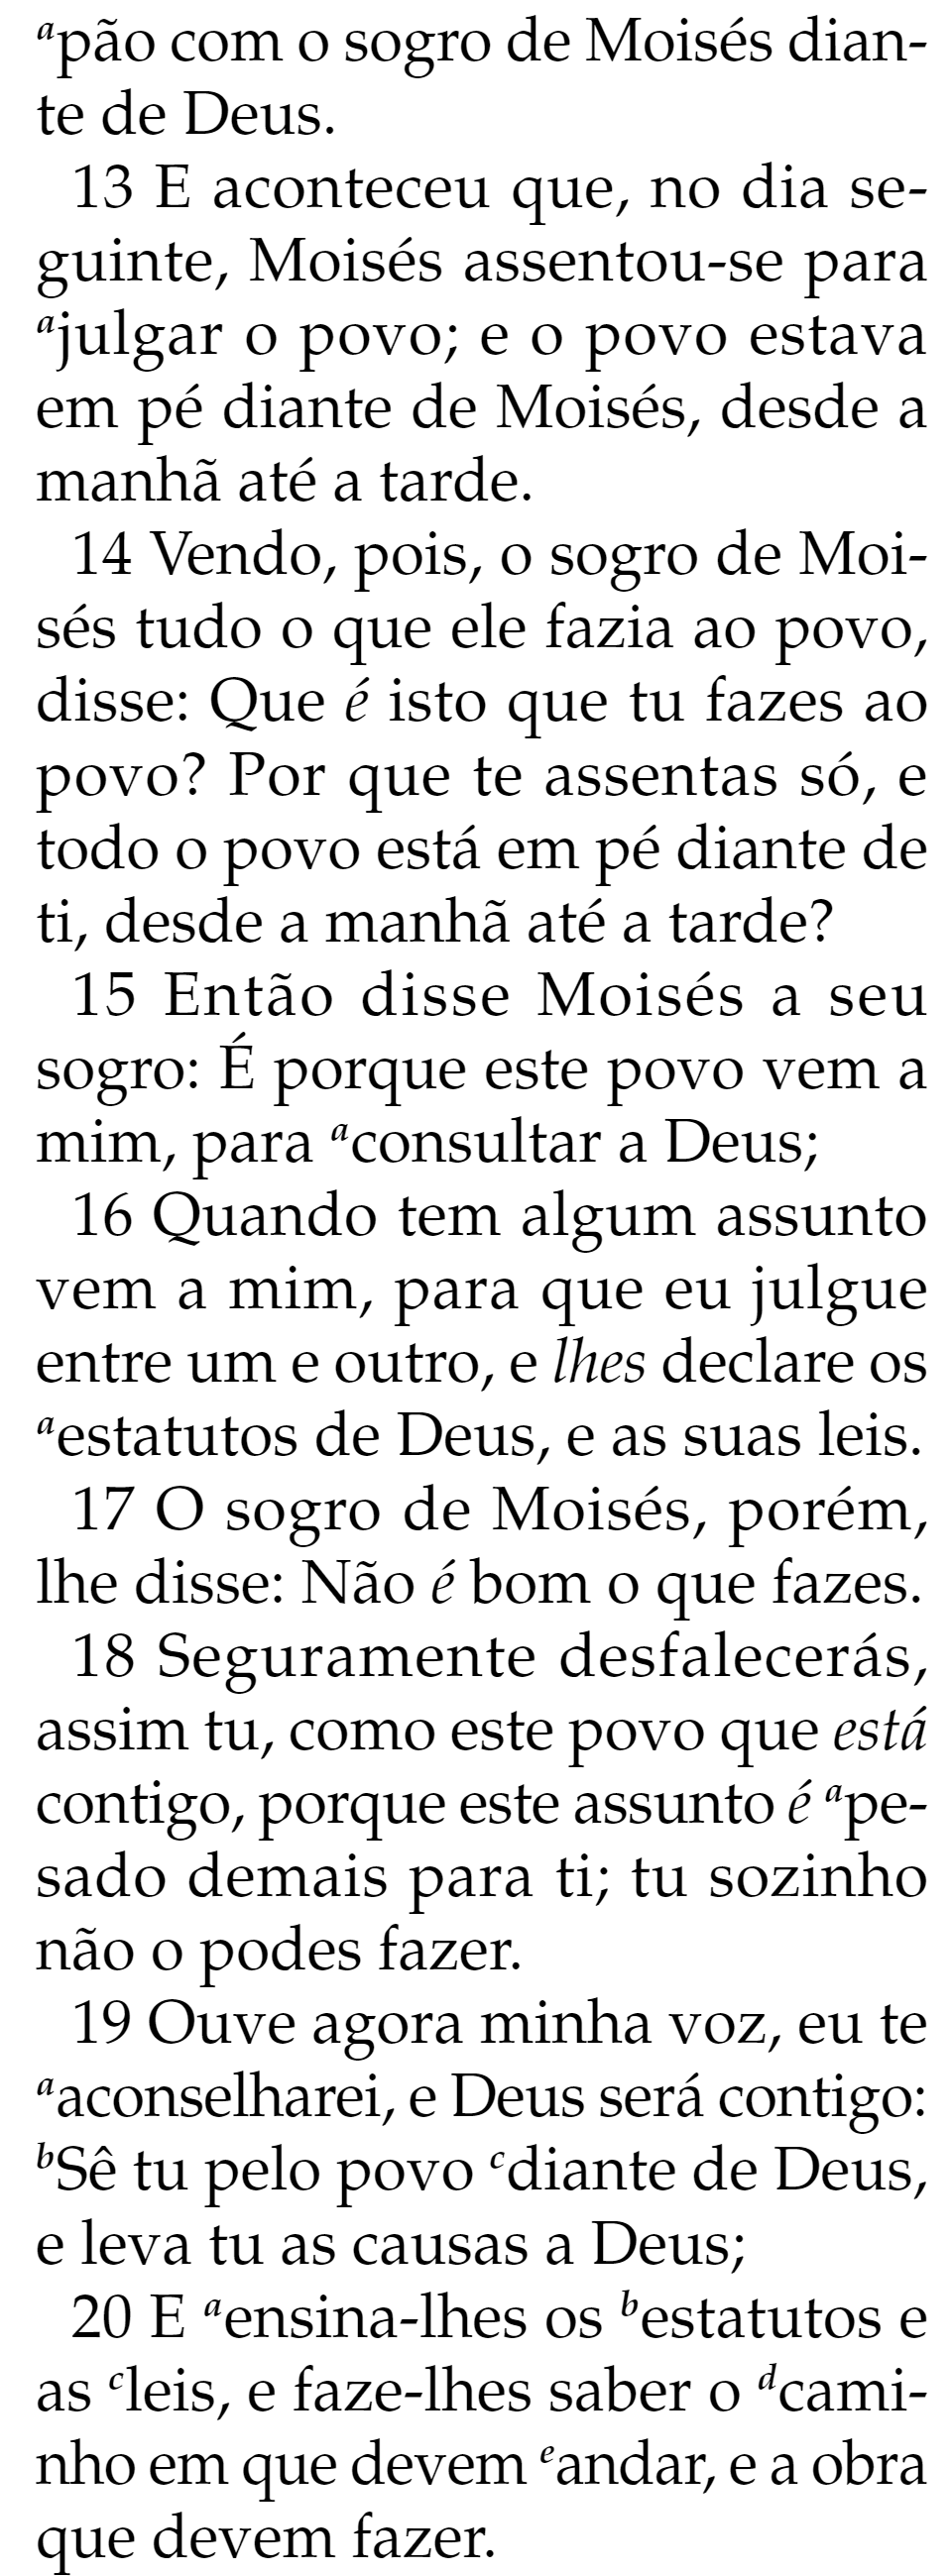 ᵃpão com o sogro de Moisés dian-
te de Deus.
13 E aconteceu que, no dia se-
guinte, Moisés assentou-se para
ᵃjulgar o povo; e o povo estava
em pé diante de Moisés, desde a
manhã até a tarde.
14 Vendo, pois, o sogro de Moi-
sés tudo o que ele fazia ao povo,
disse: Que é isto que tu fazes ao
povo? Por que te assentas só, e
todo o povo está em pé diante de
ti, desde a manhã até a tarde?
15 Então disse Moisés a seu
sogro: É porque este povo vem a
mim, para ᵃconsultar a Deus;
16 Quando tem algum assunto
vem a mim, para que eu julgue
entre um e outro, e lhes declare os
ᵃestatutos de Deus, e as suas leis.
17 O sogro de Moisés, porém,
lhe disse: Não é bom o que fazes.
18 Seguramente desfalecerás,
assim tu, como este povo que está
contigo, porque este assunto é ᵃpe-
sado demais para ti; tu sozinho
não o podes fazer.
19 Ouve agora minha voz, eu te
ᵃaconselharei, e Deus será contigo:
ᵇSê tu pelo povo ᶜdiante de Deus,
e leva tu as causas a Deus;
20 E ᵃensina-lhes os ᵇestatutos e
as ᶜleis, e faze-lhes saber o ᵈcami-
nho em que devem ᵉandar, e a obra
que devem fazer.